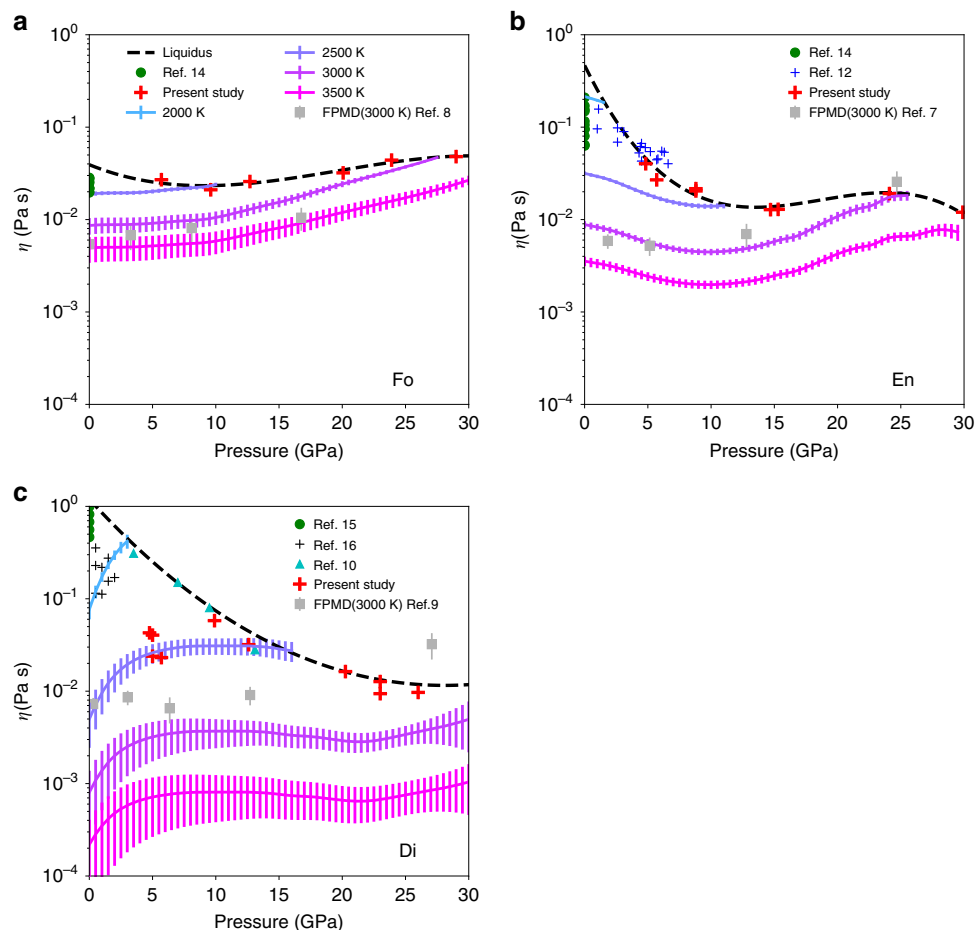 a
10⁰
10⁻¹
10⁻²
10⁻³
10⁻⁴
η (Pa s)
Liquidus
Ref. 14
Present study
2000 K
2500 K
3000 K
3500 K
FPMD(3000 K) Ref. 8
Fo
0 5 10 15 20 25 30
Pressure (GPa)
b
10⁰
10⁻¹
10⁻²
10⁻³
10⁻⁴
η(Pa s)
Ref. 14
Ref. 12
Present study
FPMD(3000 K) Ref. 7
En
0 5 10 15 20 25 30
Pressure (GPa)
c
10⁰
10⁻¹
10⁻²
10⁻³
10⁻⁴
η(Pa s)
Ref. 15
Ref. 16
Ref. 10
Present study
FPMD(3000 K) Ref.9
Di
0 5 10 15 20 25 30
Pressure (GPa)